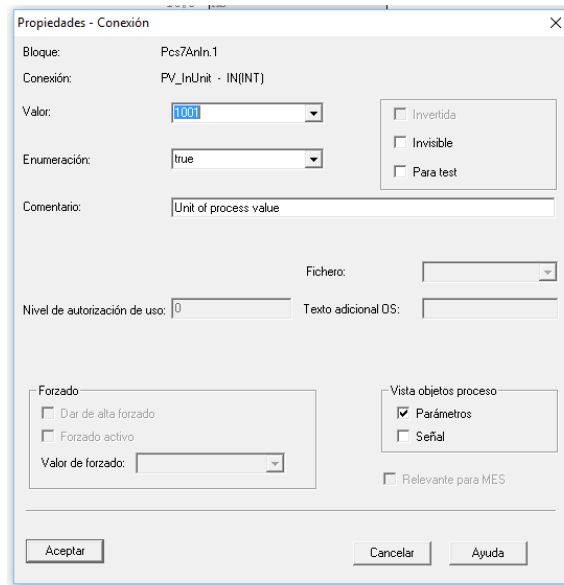 Propiedades - Conexión
Bloque: Pcs7AnIn.1
Conexión: PV_InUnit - IN(INT)
Valor: 1001
Invertida
Invisible
Enumeración: true
Para test
Comentario: Unit of process value
Fichero:
Nivel de autorización de uso: 0 Texto adicional OS:
Forzado
Dar de alta forzado
Forzado activo
Valor de forzado:
Vista objetos proceso
Parámetros
Señal
Relevante para MES
Aceptar Cancelar Ayuda